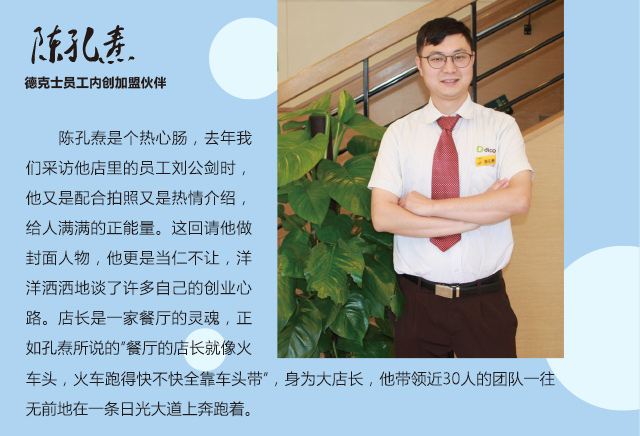 陈孔焘
德克士员工内创加盟伙伴
陈孔焘是个热心肠，去年我
们采访他店里的员工刘公剑时，
他又是配合拍照又是热情介绍，
给人满满的正能量。这回请他做
封面人物，他更是当仁不让，洋
洋洒洒地谈了许多自己的创业心
路。店长是一家餐厅的灵魂，正
如孔焘所说的“餐厅的店长就像火
车头，火车跑得快不快全靠车头带”，身为大店长，他带领近30人的团队一往
无前地在一条日光大道上奔跑着。
dico